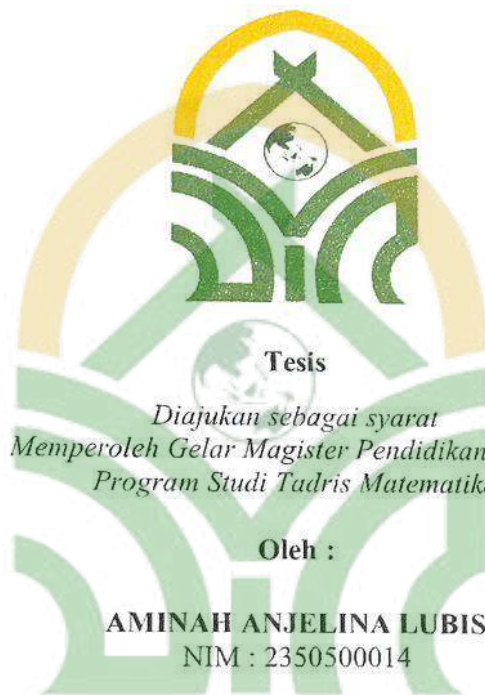 Tesis
Diajukan sebagai syarat
Memperoleh Gelar Magister Pendidikan
Program Studi Tadris Matematik
Oleh :
AMINAH ANJELINA LUBIS
NIM : 2350500014